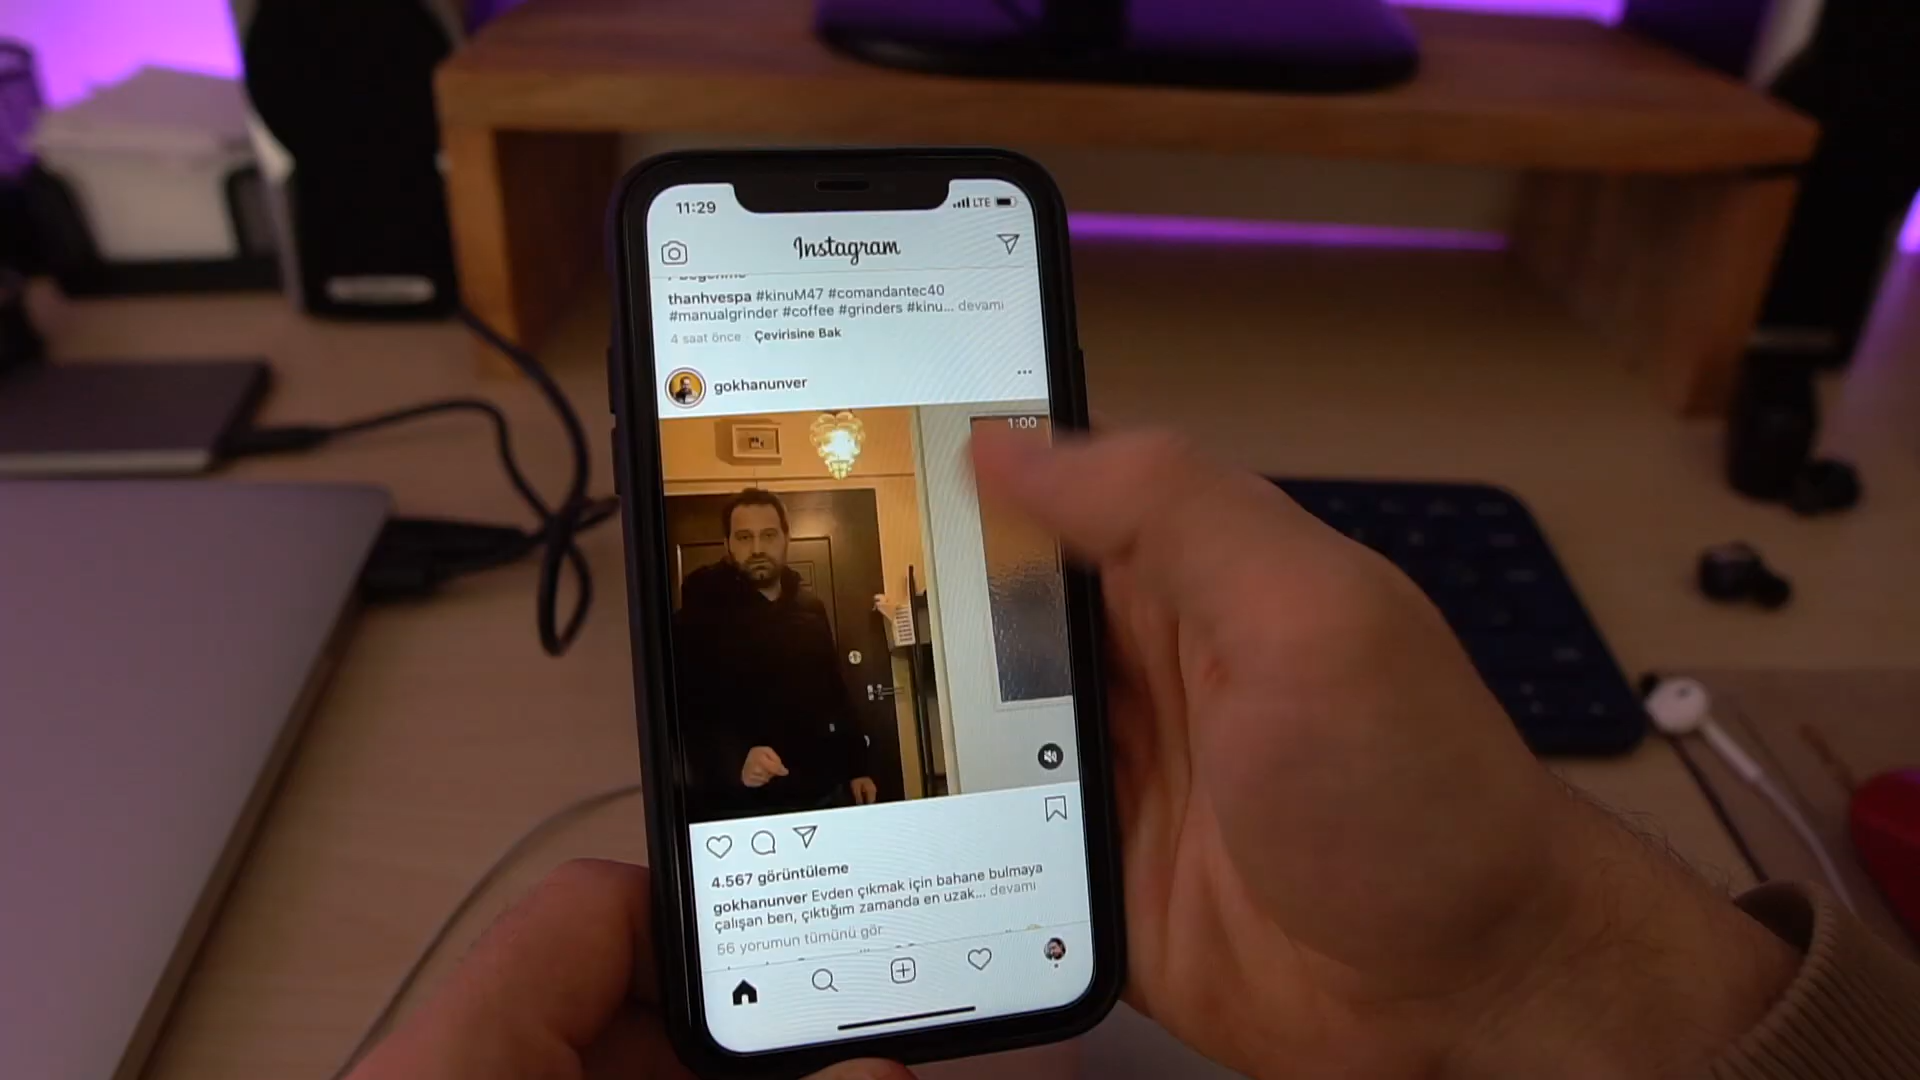 11:29
LTE
Instagram
thanhvespa #kinuM47 #comandantec40
#manualgrinder #coffee #grinders #kinu... devamı
4 saat önce · Çevirisine Bak
gokhanunver
1:00
4.567 görüntüleme
gokhanunver Evden çıkmak için bahane bulmaya
çalışan ben, çıktığım zamanda en uzak... devamı
56 yorumun tümünü gör